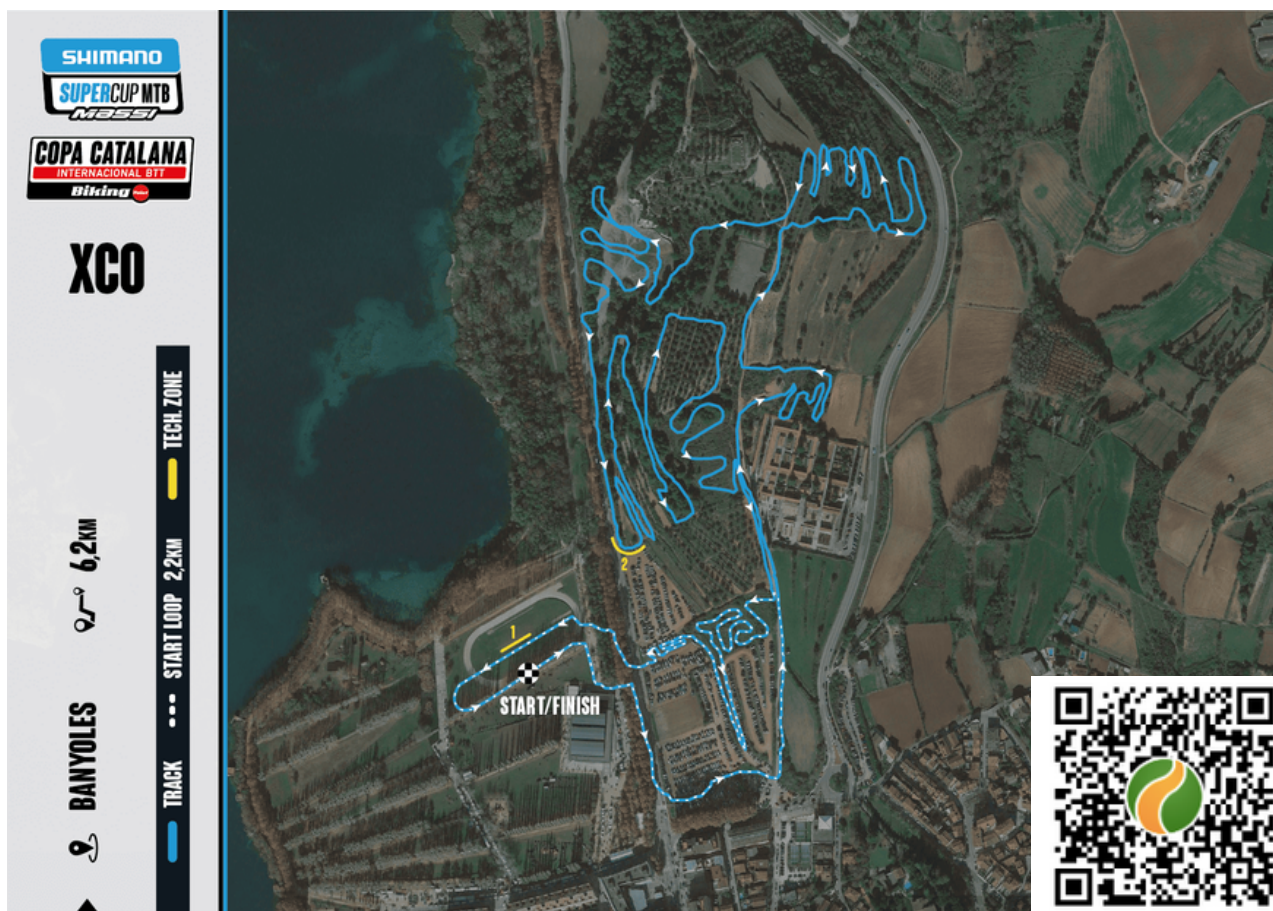 SHIMANO
SUPERCUP MTB
MASSI
COPA CATALANA
INTERNACIONAL BTT
Biking
XCO
TRACK
START LOOP 2,2KM
TECH. ZONE
BANYOLES
6,2KM
1
2
START/FINISH